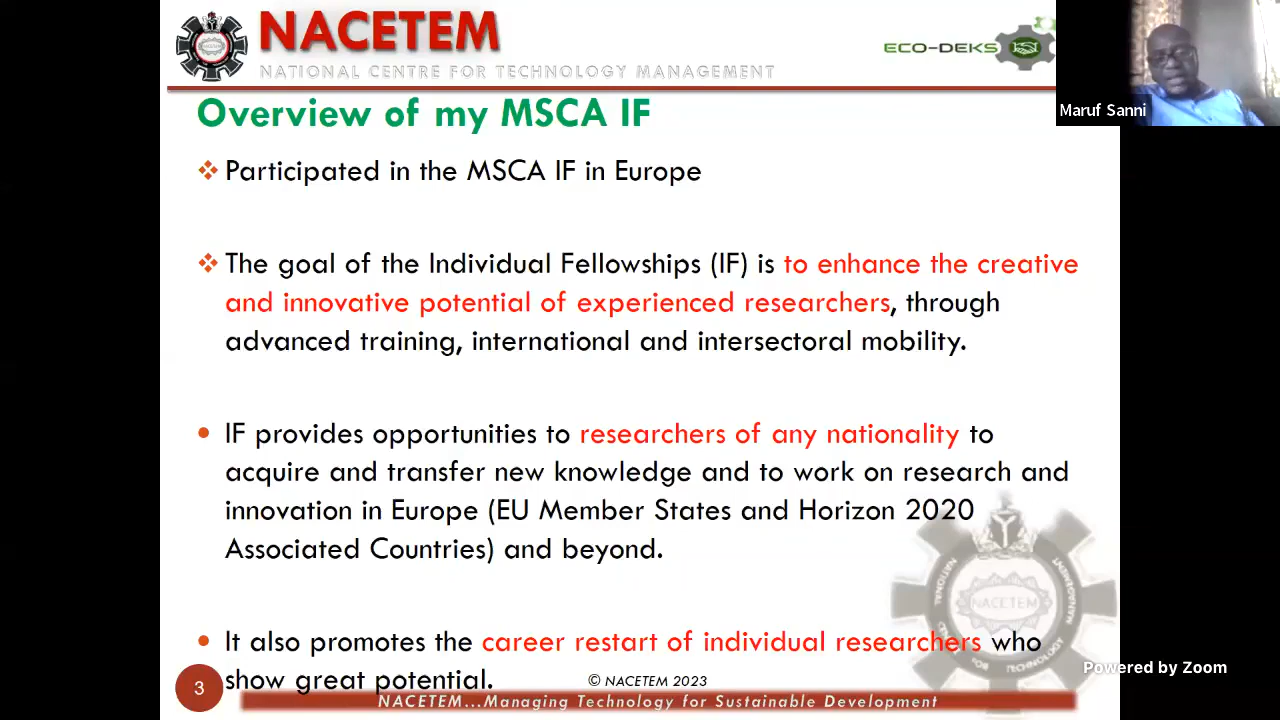 NACETEM
NATIONAL CENTRE FOR TECHNOLOGY MANAGEMENT
ECO-DEKS
Maruf Sanni
Overview of my MSCA IF
Participated in the MSCA IF in Europe
The goal of the Individual Fellowships (IF) is to enhance the creative
and innovative potential of experienced researchers, through
advanced training, international and intersectoral mobility.
IF provides opportunities to researchers of any nationality to
acquire and transfer new knowledge and to work on research and
innovation in Europe (EU Member States and Horizon 2020
Associated Countries) and beyond.
NACETEM
It also promotes the career restart of individual researchers who
show great potential.
© NACETEM 2023
Powered by Zoom
3
NACETEM...Managing Technology for Sustainable Development